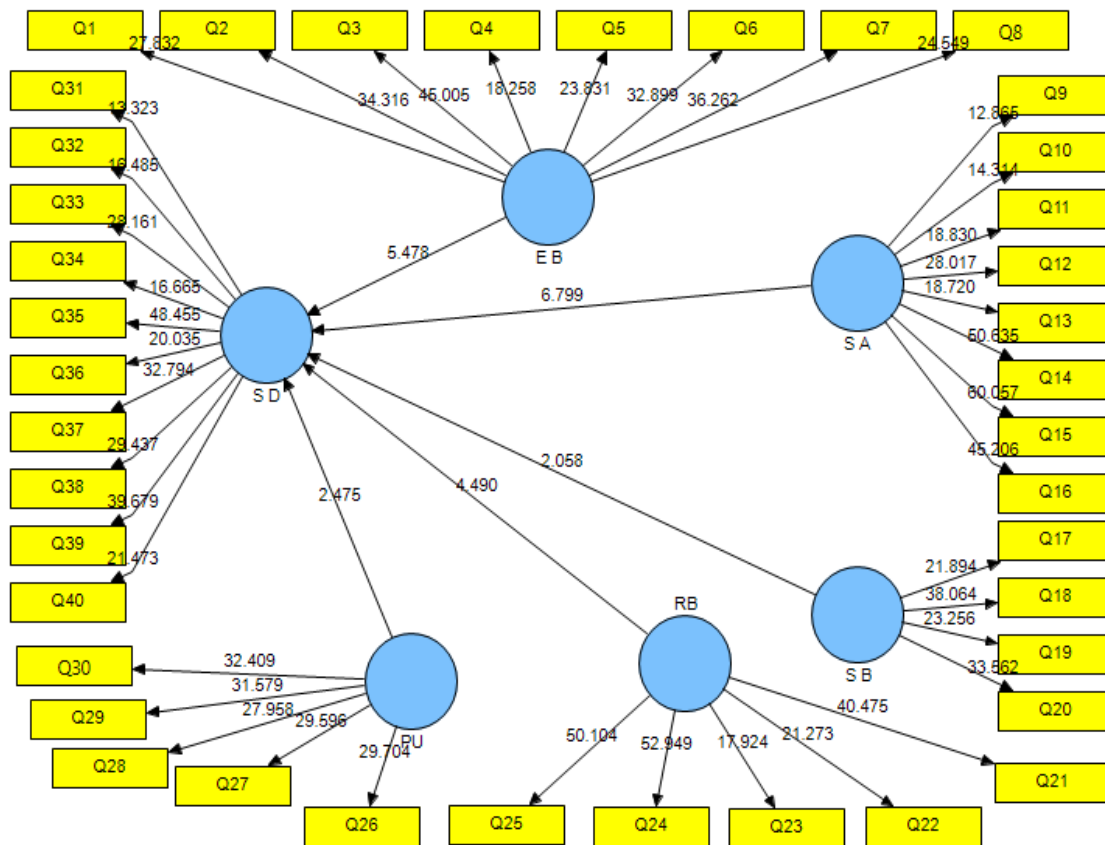 Q1
Q2
Q3
Q4
Q5
Q6
Q7
Q8
27.832
34.316
45.005
18.258
23.831
32.899
36.262
24.549
E B
Q31
Q32
Q33
Q34
Q35
Q36
Q37
Q38
Q39
Q40
13.323
16.485
28.161
16.665
48.455
20.035
32.794
29.437
39.679
21.473
S D
5.478
6.799
2.475
4.490
2.058
Q9
Q10
Q11
Q12
Q13
Q14
Q15
Q16
12.865
14.314
18.830
28.017
18.720
50.635
60.057
45.206
S A
Q17
Q18
Q19
Q20
21.894
38.064
23.256
33.562
S B
RB
50.104
52.949
17.924
21.273
40.475
Q25
Q24
Q23
Q22
Q21
Q30
Q29
Q28
Q27
Q26
32.409
31.579
27.958
29.596
29.704
PU